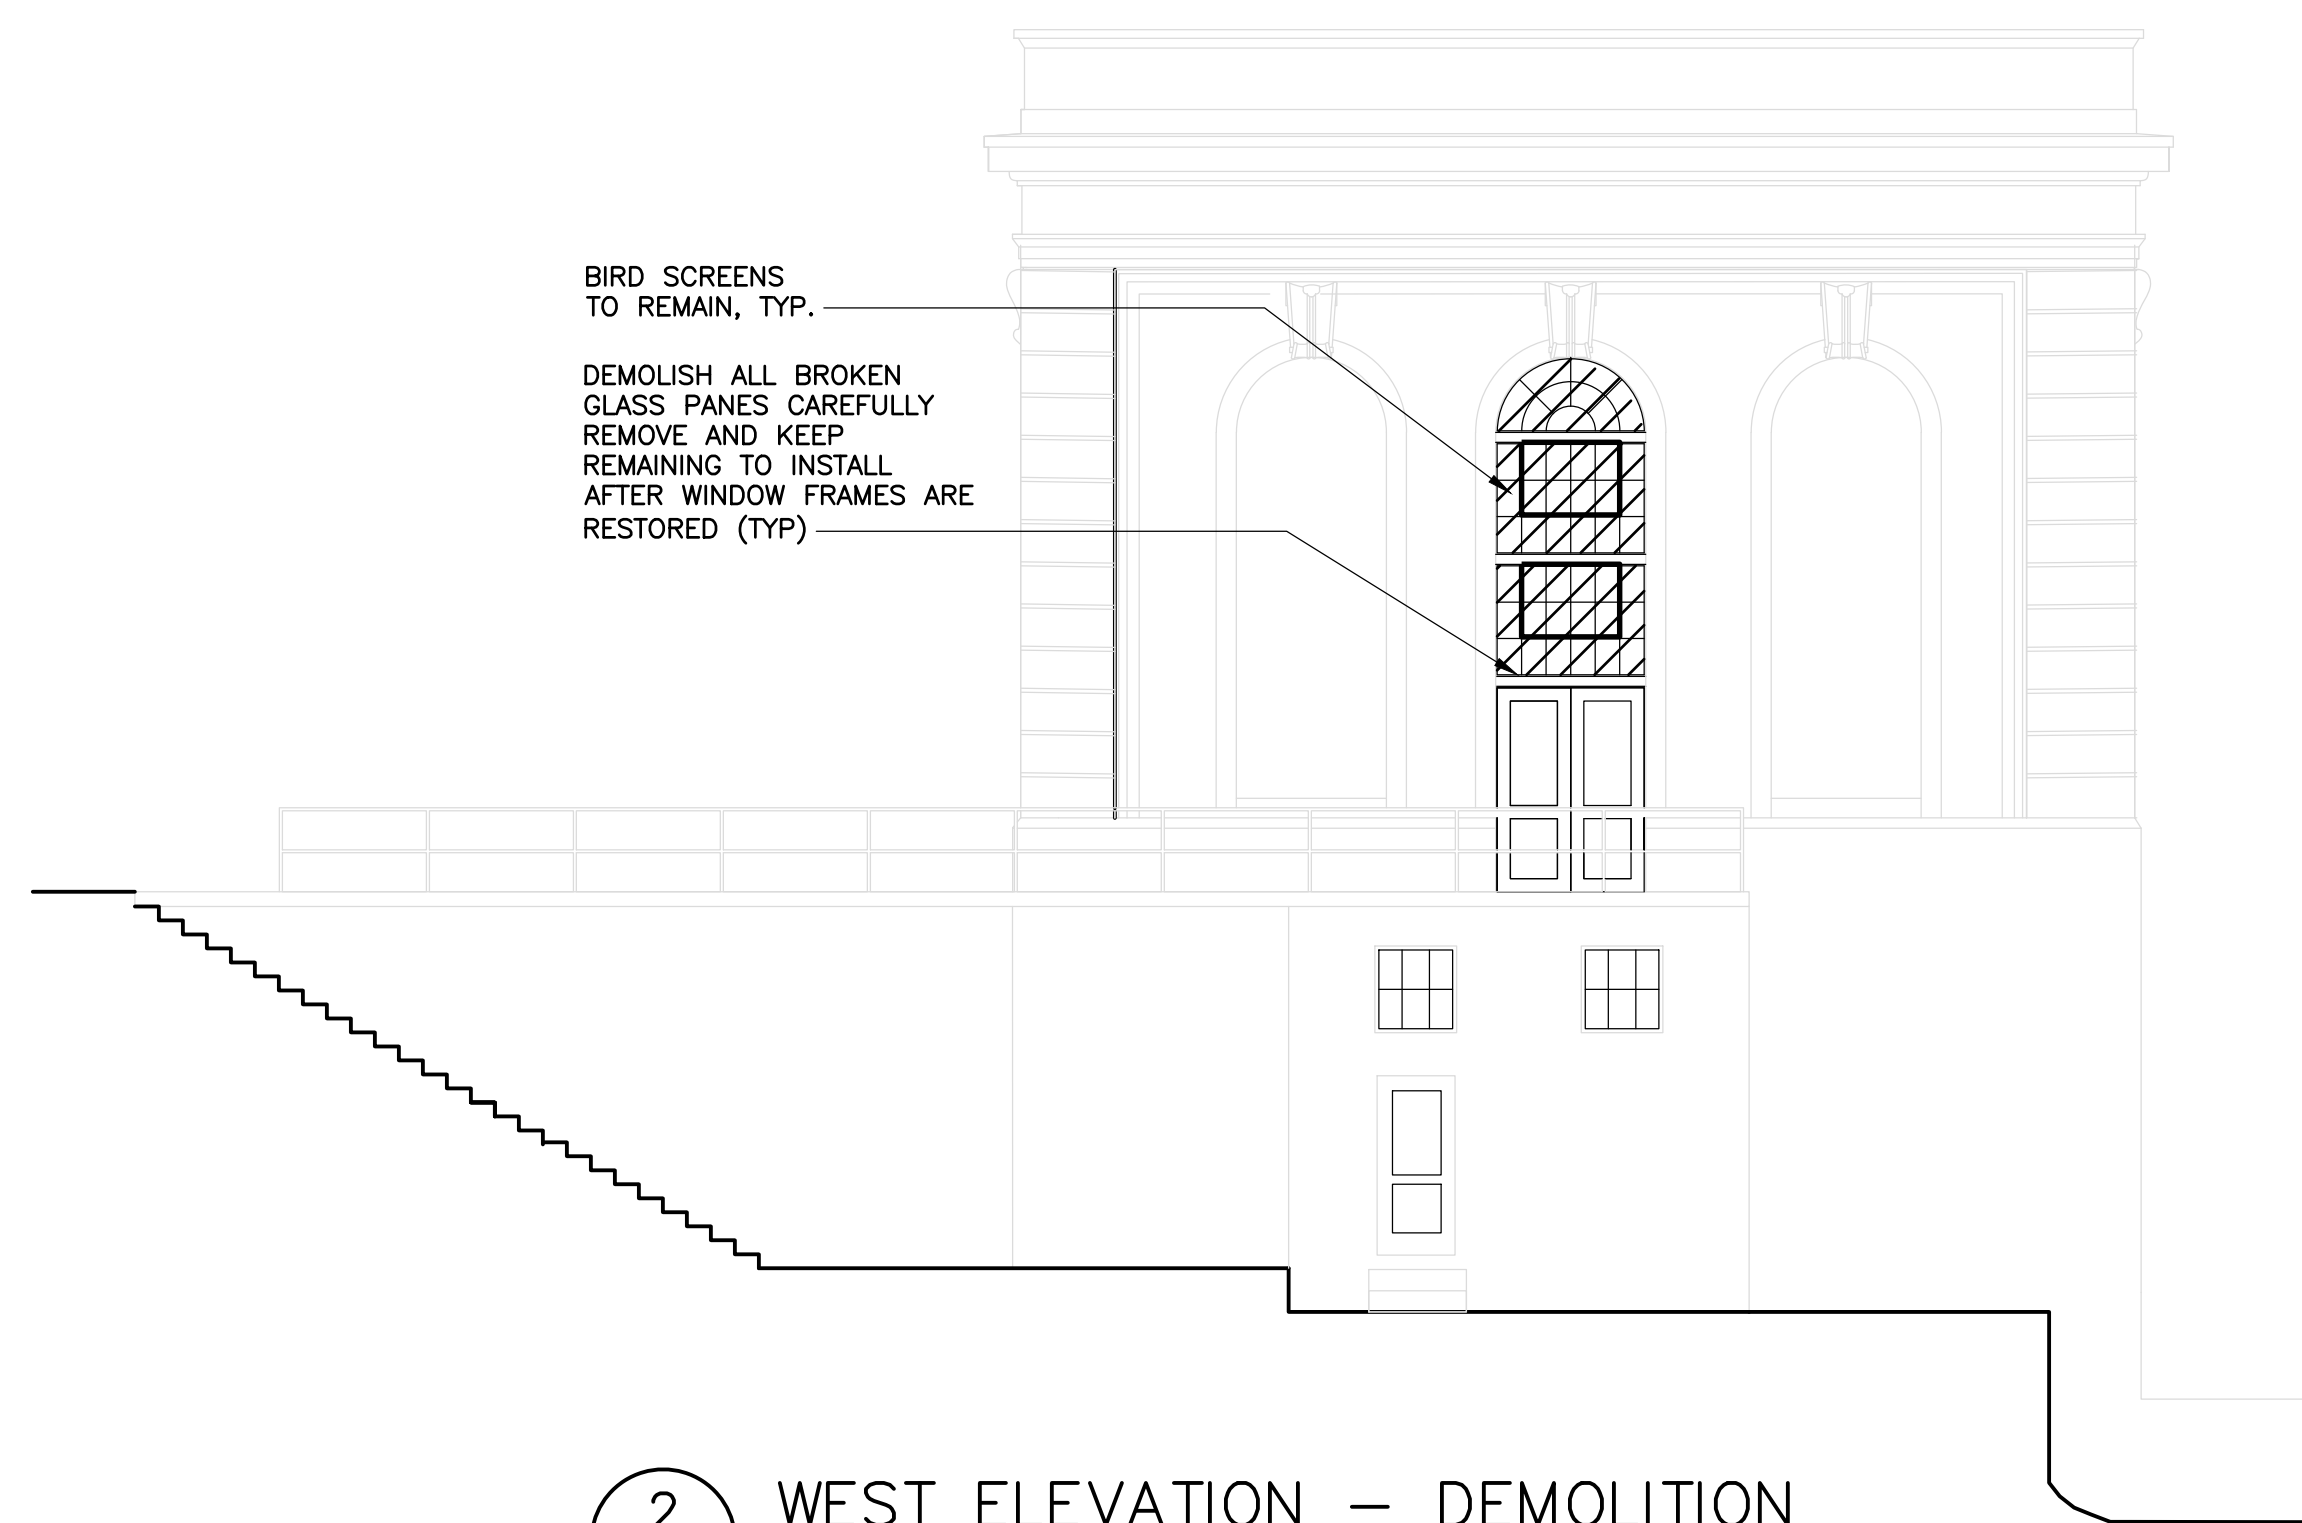 BIRD SCREENS
TO REMAIN, TYP.
DEMOLISH ALL BROKEN
GLASS PANES CAREFULLY
REMOVE AND KEEP
REMAINING TO INSTALL
AFTER WINDOW FRAMES ARE
RESTORED (TYP)
2
WEST ELEVATION - DEMOLITION